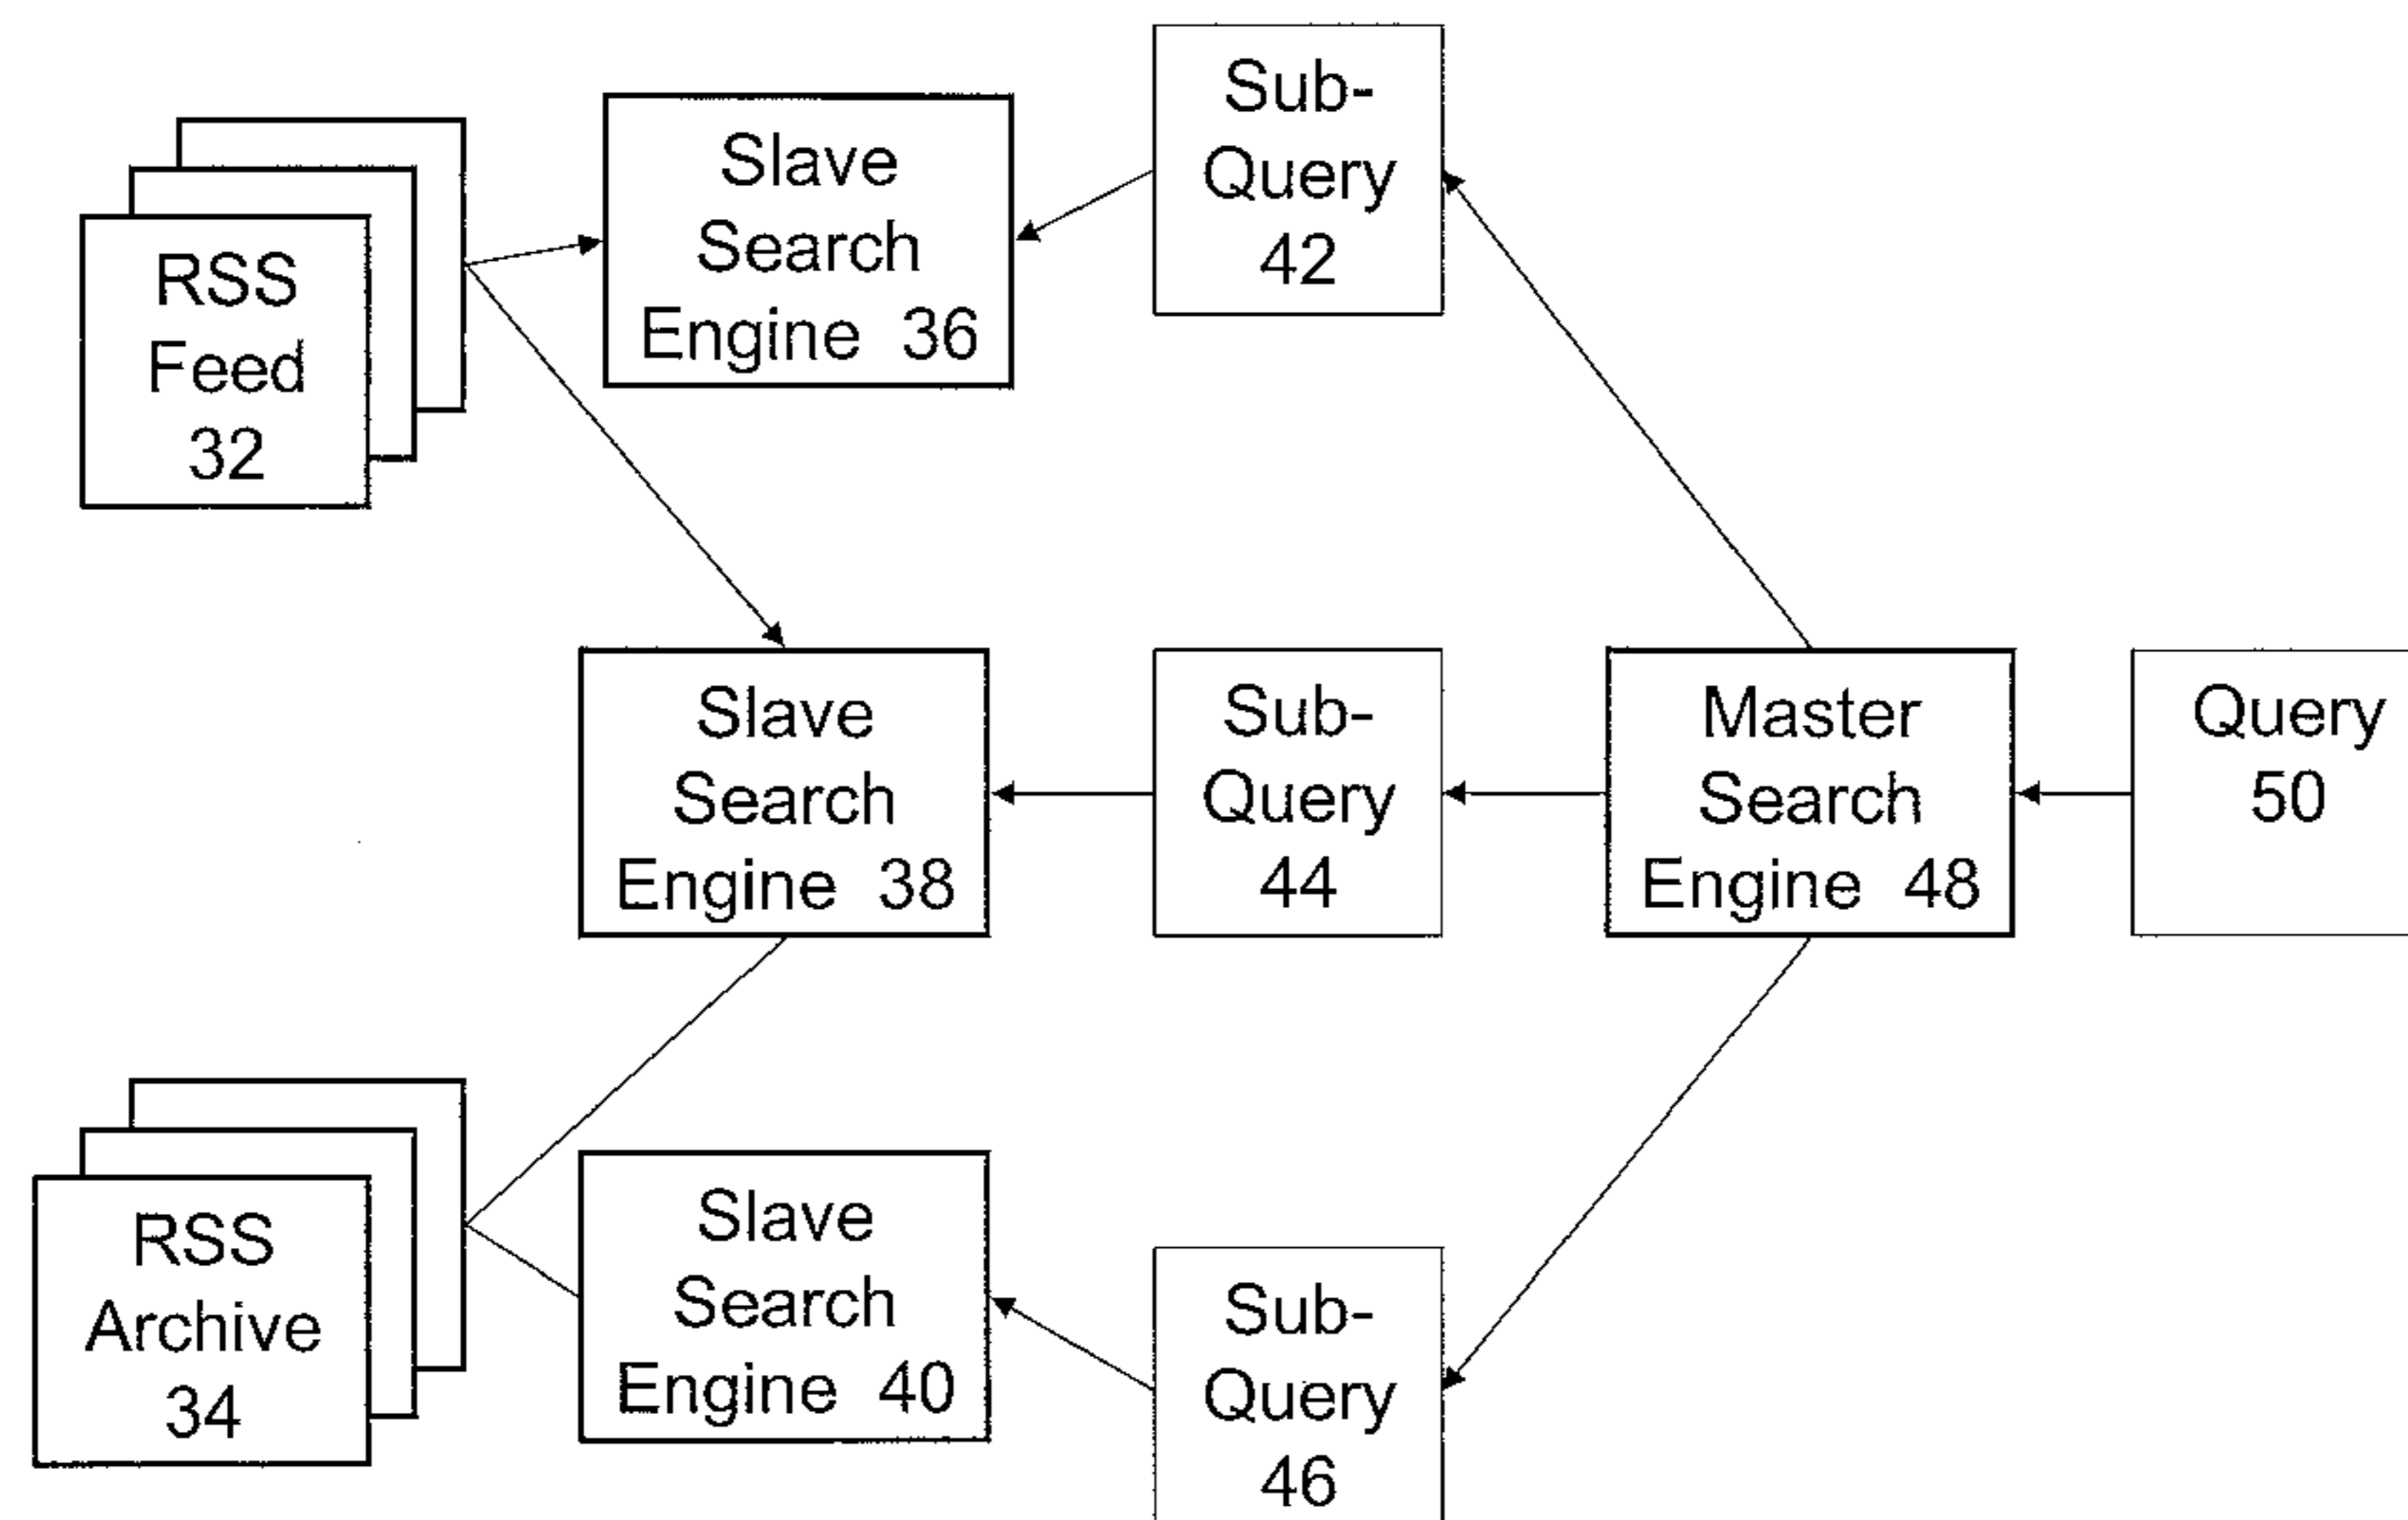 Sub-
Query
42
Slave
Search
Engine 36
RSS
Feed
32
Slave
Search
Engine 38
Sub-
Query
44
Master
Search
Engine 48
Query
50
RSS
Archive
34
Slave
Search
Engine 40
Sub-
Query
46